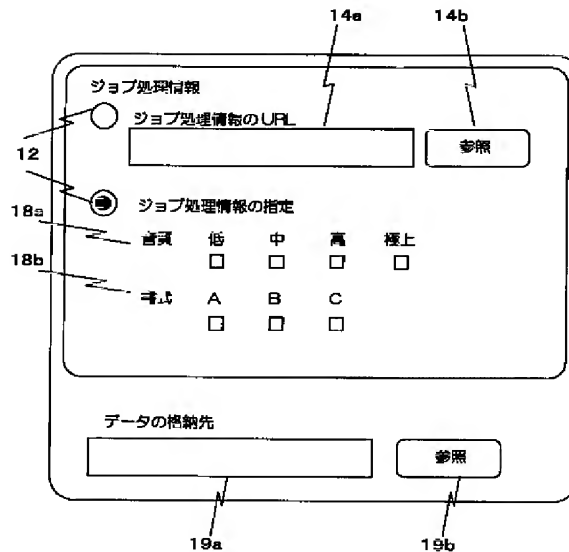 14a 14b
ジョブ処理情報
ジョブ処理情報のURL
参照
12
ジョブ処理情報の指定
18a
音質 低 中 高 極上
18b
書式 A B C
データの格納先
参照
19a 19b